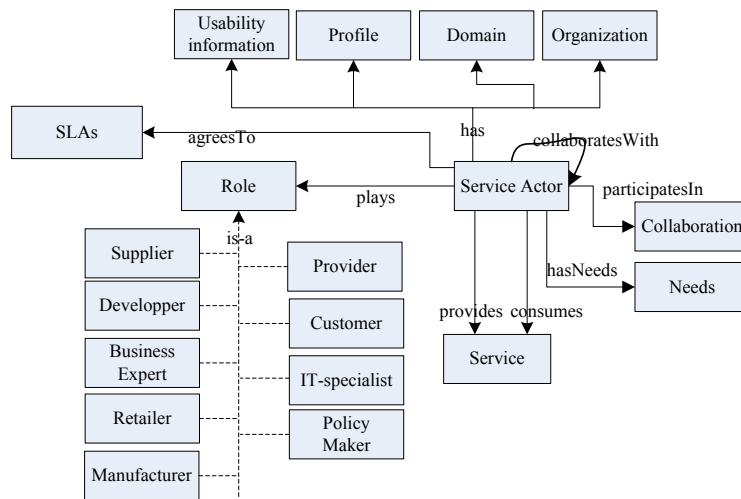 Usability
information
Profile
Domain
Organization
SLAs
agreesTo
has
collaboratesWith
Role
plays
Service Actor
participatesIn
Collaboration
is-a
Supplier
Provider
hasNeeds
Needs
Developper
Customer
provides
consumes
Business
Expert
IT-specialist
Service
Retailer
Policy
Maker
Manufacturer